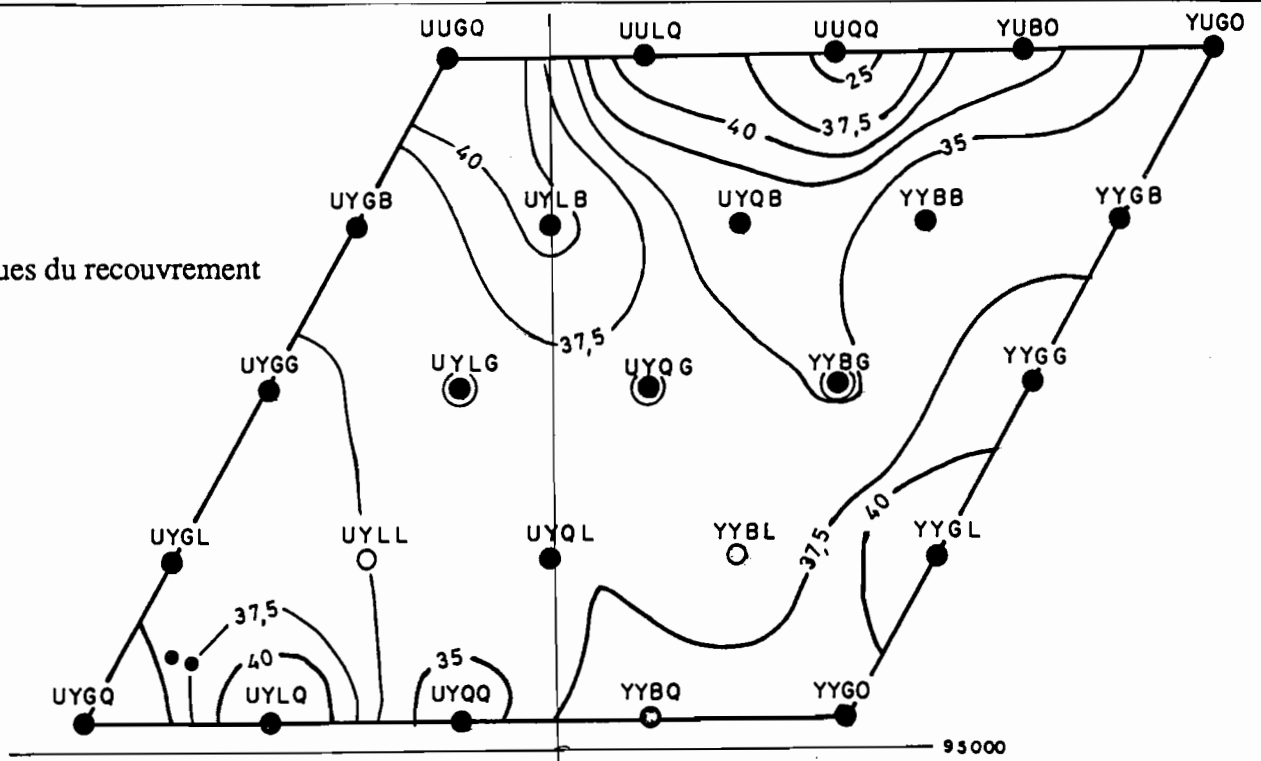 UUGQ UULQ UUQQ YUBO YUGO
25
40 37,5 35
40
UYGB UYLB UYQB YYBB YYGB
ues du recouvrement
37,5
UYGG UYLG UYQG YYBG YYGG
40
UYGL UYLL UYQL YYBL 37,5 YYGL
37,5
40 35
UYGQ UYLQ UYQQ YYBQ YYGO
95000